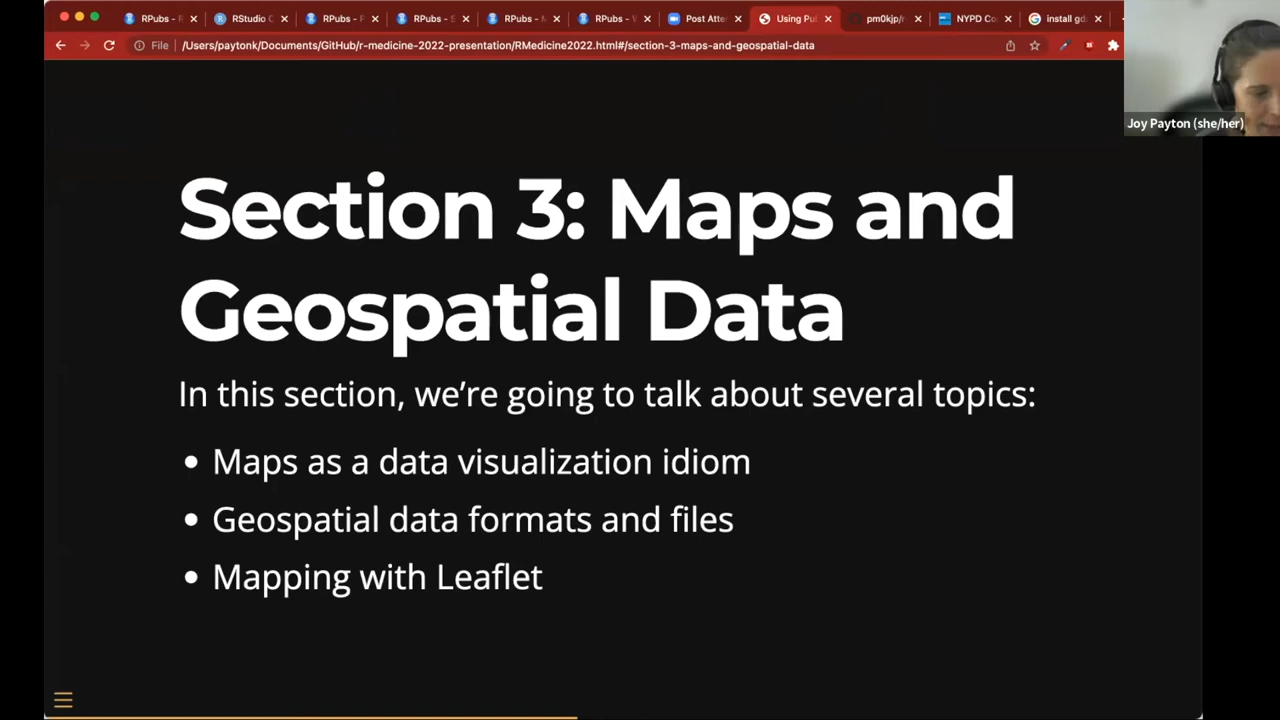 RPubs - RStudio C RPubs - RPubs - S RPubs - RPubs - Post Atter Using Pu pm0kjp/r NYPD Co install gd
File /Users/paytonk/Documents/GitHub/r-medicine-2022-presentation/RMedicine2022.html#/section-3-maps-and-geospatial-data
Joy Payton (she/her)
Section 3: Maps and
Geospatial Data
In this section, we’re going to talk about several topics:
• Maps as a data visualization idiom
• Geospatial data formats and files
• Mapping with Leaflet